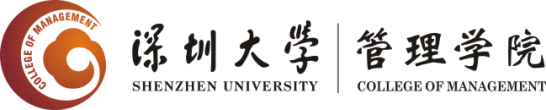 COLLEGE OF MANAGEMENT
深圳大学
SHENZHEN UNIVERSITY
管理学院
COLLEGE OF MANAGEMENT